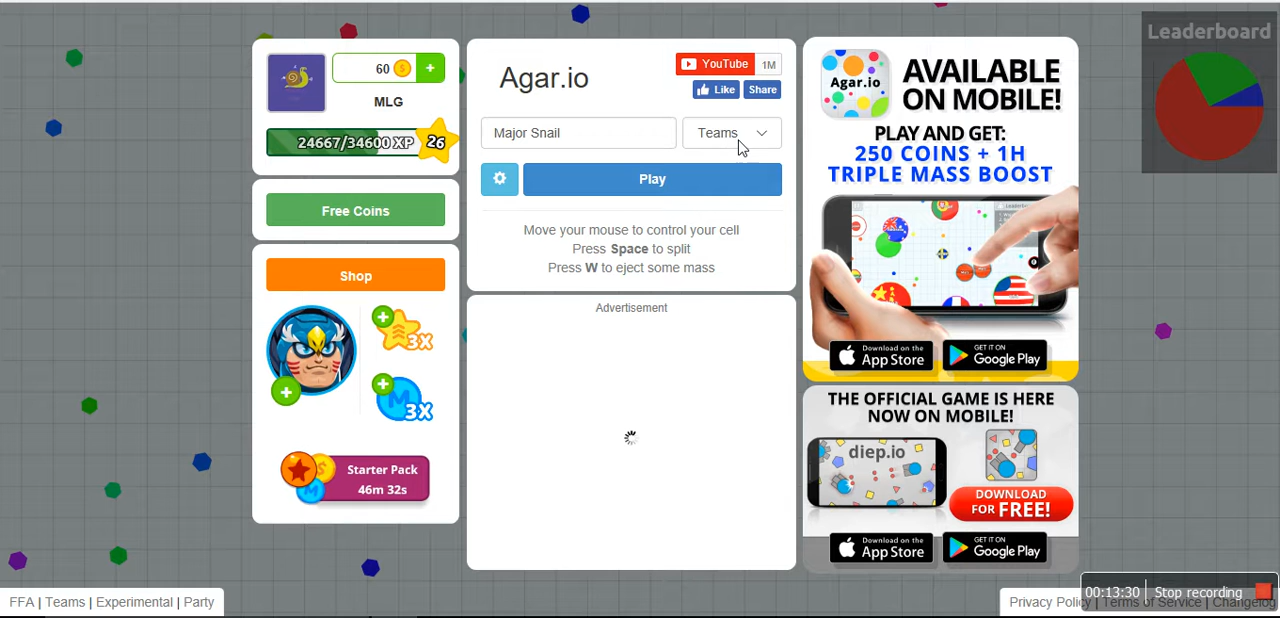 60
MLG
24667/34600 XP
26
Free Coins
Shop
3X
M
3X
Starter Pack
46m 32s
Agar.io
YouTube 1M
Like Share
Major Snail
Teams
Play
Move your mouse to control your cell
Press Space to split
Press W to eject some mass
Advertisement
Agar.io
AVAILABLE
ON MOBILE!
PLAY AND GET:
250 COINS + 1H
TRIPLE MASS BOOST
Download on the
App Store
GET IT ON
Google Play
THE OFFICIAL GAME IS HERE
NOW ON MOBILE!
diep.io
DOWNLOAD
FOR FREE!
Download on the
App Store
GET IT ON
Google Play
Leaderboard
FFA | Teams | Experimental | Party
Privacy Policy | Terms of Service | Changelog
00:13:30 Stop recording